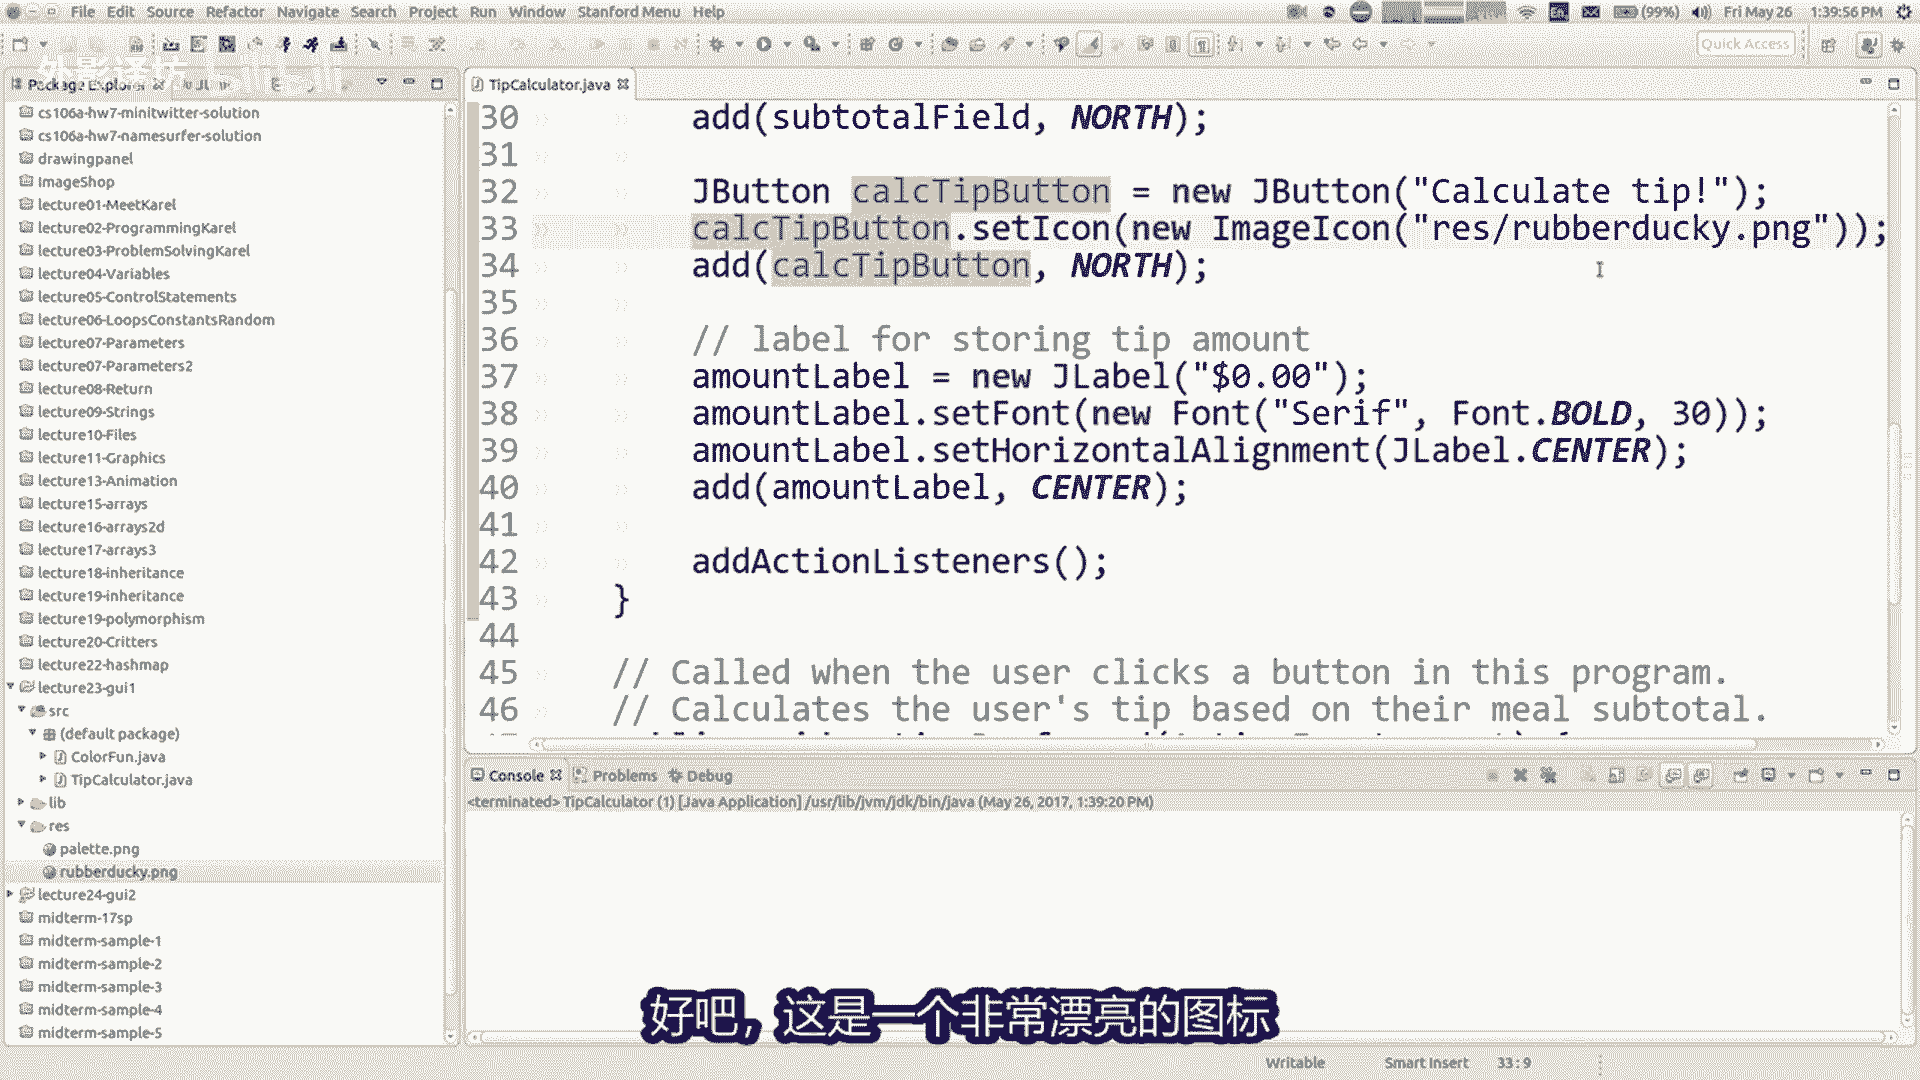 File Edit Source Refactor Navigate Search Project Run Window Stanford Menu Help
(99%) Fri May 26 1:39:56 PM
Quick Access
Package Explorer
TipCalculator.java
cs106a-hw7-minitwitter-solution
cs106a-hw7-namesurfer-solution
drawingpanel
ImageShop
lecture01-MeetKarel
lecture02-ProgrammingKarel
lecture03-ProblemSolvingKarel
lecture04-Variables
lecture05-ControlStatements
lecture06-LoopsConstantsRandom
lecture07-Parameters
lecture07-Parameters2
lecture08-Return
lecture09-Strings
lecture10-Files
lecture11-Graphics
lecture13-Animation
lecture15-arrays
lecture16-arrays2d
lecture17-arrays3
lecture18-inheritance
lecture19-inheritance
lecture19-polymorphism
lecture20-Critters
lecture22-hashmap
lecture23-gui1
src
(default package)
ColorFun.java
TipCalculator.java
lib
res
palette.png
rubberducky.png
lecture24-gui2
midterm-17sp
midterm-sample-1
midterm-sample-2
midterm-sample-3
midterm-sample-4
midterm-sample-5
30 add(subtotalField, NORTH);
31
32 JButton calcTipButton = new JButton("Calculate tip!");
33 calcTipButton.setIcon(new ImageIcon("res/rubberducky.png"));
34 add(calcTipButton, NORTH);
35
36 // label for storing tip amount
37 amountLabel = new JLabel("$0.00");
38 amountLabel.setFont(new Font("Serif", Font.BOLD, 30));
39 amountLabel.setHorizontalAlignment(JLabel.CENTER);
40 add(amountLabel, CENTER);
41
42 addActionListeners();
43 }
44
45 // Called when the user clicks a button in this program.
46 // Calculates the user's tip based on their meal subtotal.
Console Problems Debug
<terminated> TipCalculator (1) [Java Application] /usr/lib/jvm/jdk/bin/java (May 26, 2017, 1:39:20 PM)
好吧，这是一个非常漂亮的图标
Writable Smart Insert 33 : 9